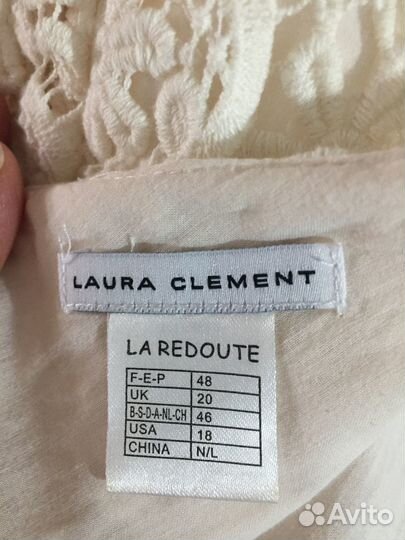 LAURA CLEMENT
LA REDOUTE
F-E-P 48
UK 20
B-S-D-A-NL-CH 46
USA 18
CHINA N/L
Avito